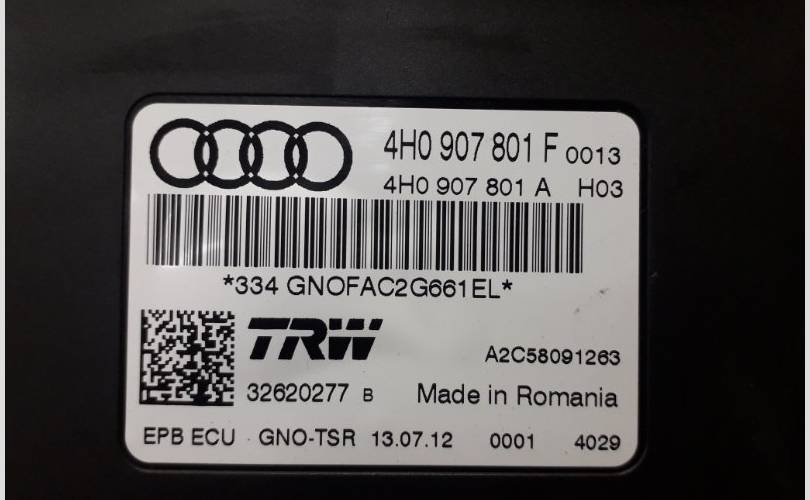 4H0 907 801 F 0013
4H0 907 801 A H03
*334 GNOFAC2G661EL*
TRW
A2C58091263
32620277 B Made in Romania
EPB ECU GNO-TSR 13.07.12 0001 4029